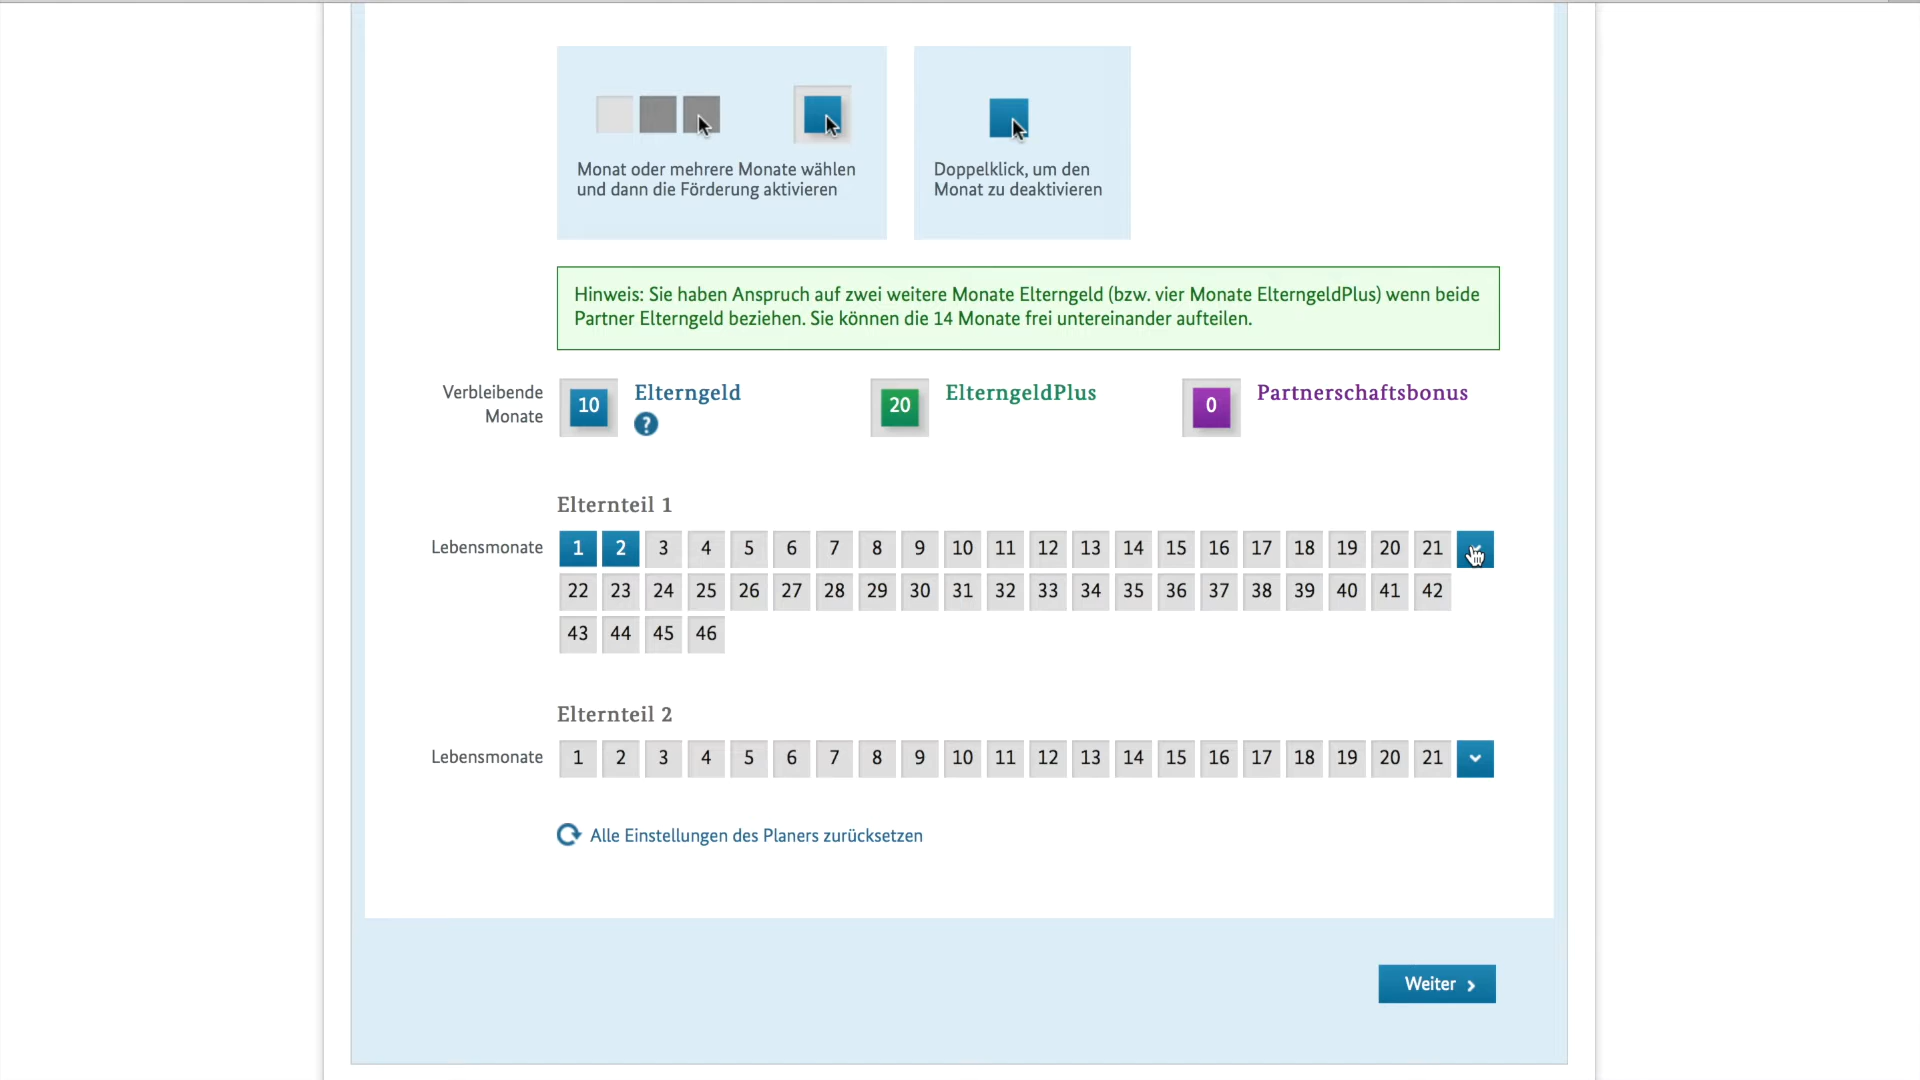 Monat oder mehrere Monate wählen
und dann die Förderung aktivieren
Doppelklick, um den
Monat zu deaktivieren
Hinweis: Sie haben Anspruch auf zwei weitere Monate Elterngeld (bzw. vier Monate ElterngeldPlus) wenn beide
Partner Elterngeld beziehen. Sie können die 14 Monate frei untereinander aufteilen.
Verbleibende
Monate
10
Elterngeld
?
20
ElterngeldPlus
0
Partnerschaftsbonus
Elternteil 1
Lebensmonate 1 2 3 4 5 6 7 8 9 10 11 12 13 14 15 16 17 18 19 20 21
22 23 24 25 26 27 28 29 30 31 32 33 34 35 36 37 38 39 40 41 42
43 44 45 46
Elternteil 2
Lebensmonate 1 2 3 4 5 6 7 8 9 10 11 12 13 14 15 16 17 18 19 20 21
Alle Einstellungen des Planers zurücksetzen
Weiter